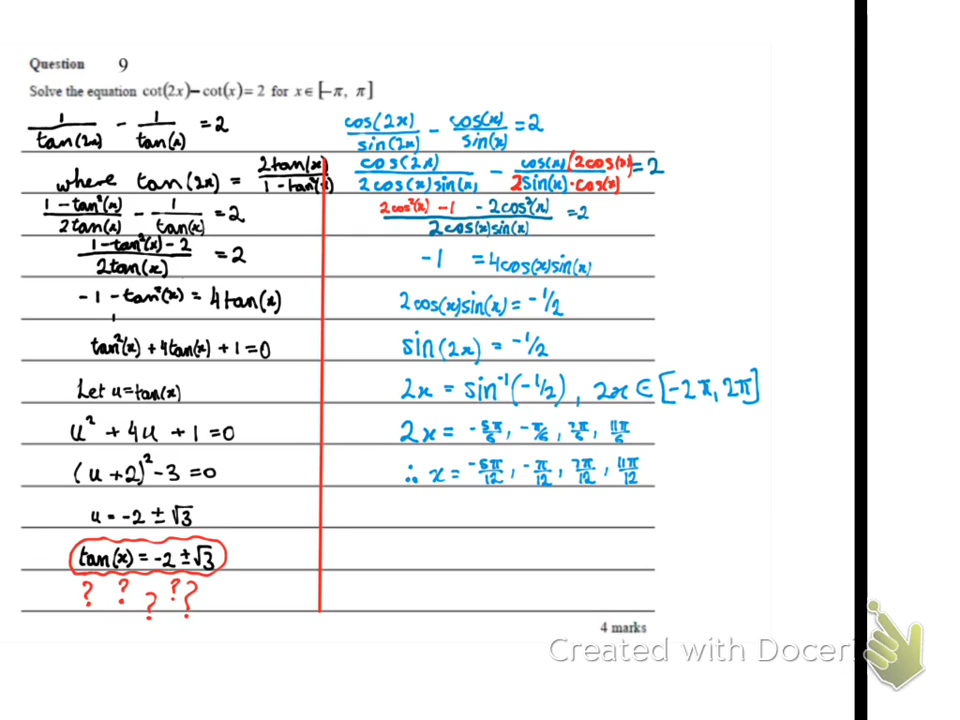 Question 9
Solve the equation cot(2x)−cot(x)=2 for x∈[−π, π]
1/tan(2x) − 1/tan(x) = 2
where tan(2x) = 2tan(x)/1−tan²(x)
1−tan²(x)/2tan(x) − 1/tan(x) = 2
1−tan²(x)−2/2tan(x) = 2
-1 − tan²(x) = 4tan(x)
tan²(x) + 4tan(x) + 1 = 0
Let u=tan(x)
u² + 4u + 1 = 0
(u+2)² − 3 = 0
u = −2 ± √3
tan(x) = −2 ± √3
? ? ? ? ?
cos(2x)/sin(2x) − cos(x)/sin(x) = 2
cos(2x)/2cos(x)sin(x) − cos(x)(2cos(x))/2sin(x)·cos(x) = 2
2cos²(x) −1 − 2cos²(x)/2cos(x)sin(x) = 2
−1 = 4cos(x)sin(x)
2cos(x)sin(x) = −1/2
sin(2x) = −1/2
2x = sin⁻¹(−1/2), 2x ∈ [−2π, 2π]
2x = −5π/6, −π/6, 7π/6, 11π/6
∴ x = −5π/12, −π/12, 7π/12, 11π/12
4 marks
Created with Doceri